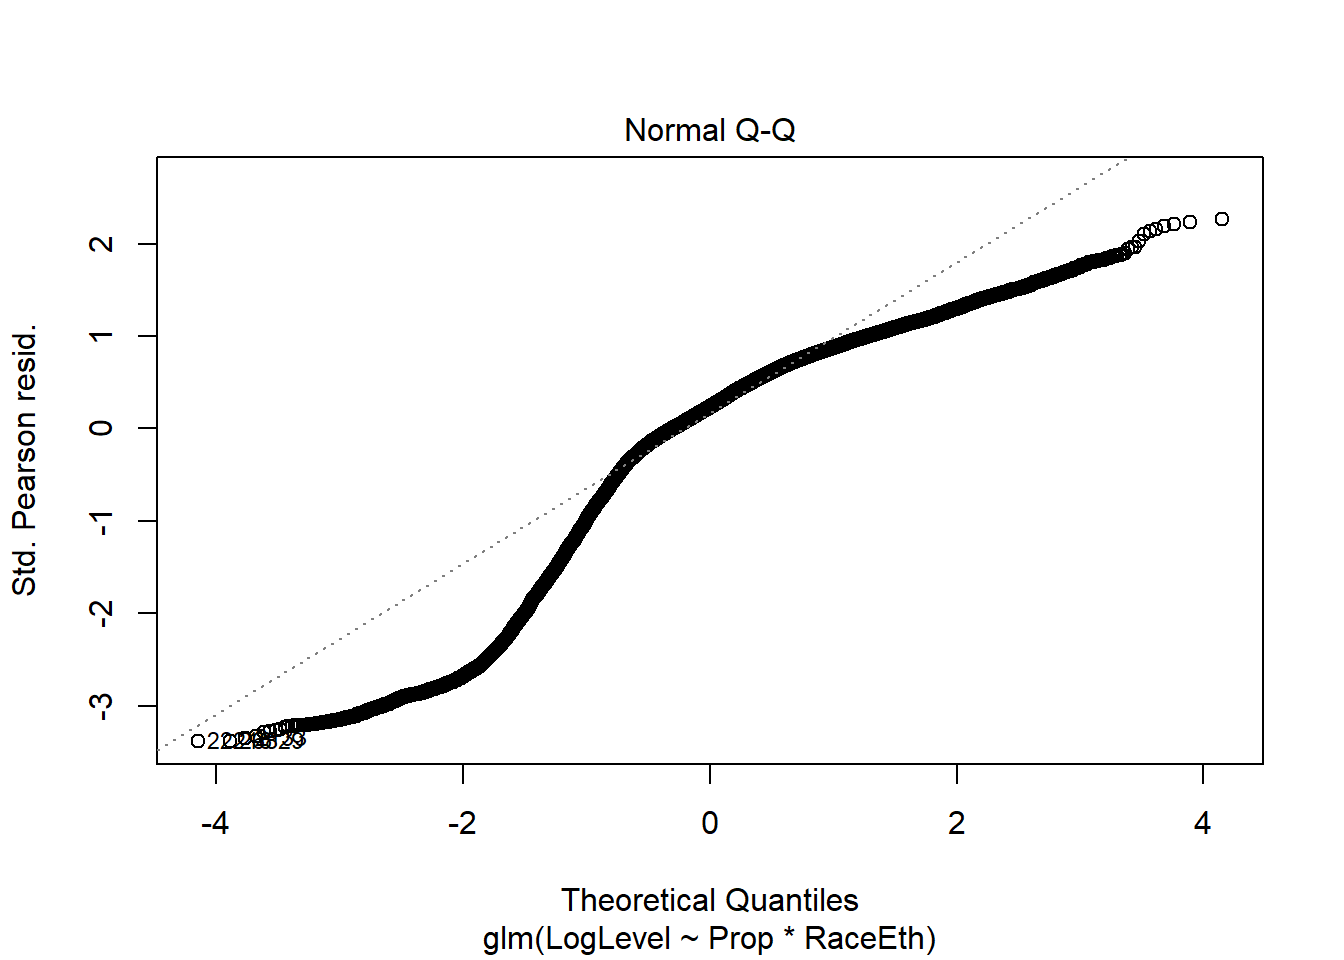 Normal Q-Q
Std. Pearson resid.
2
1
0
-1
-2
-3
-4
-2
0
2
4
Theoretical Quantiles
glm(LogLevel ~ Prop * RaceEth)